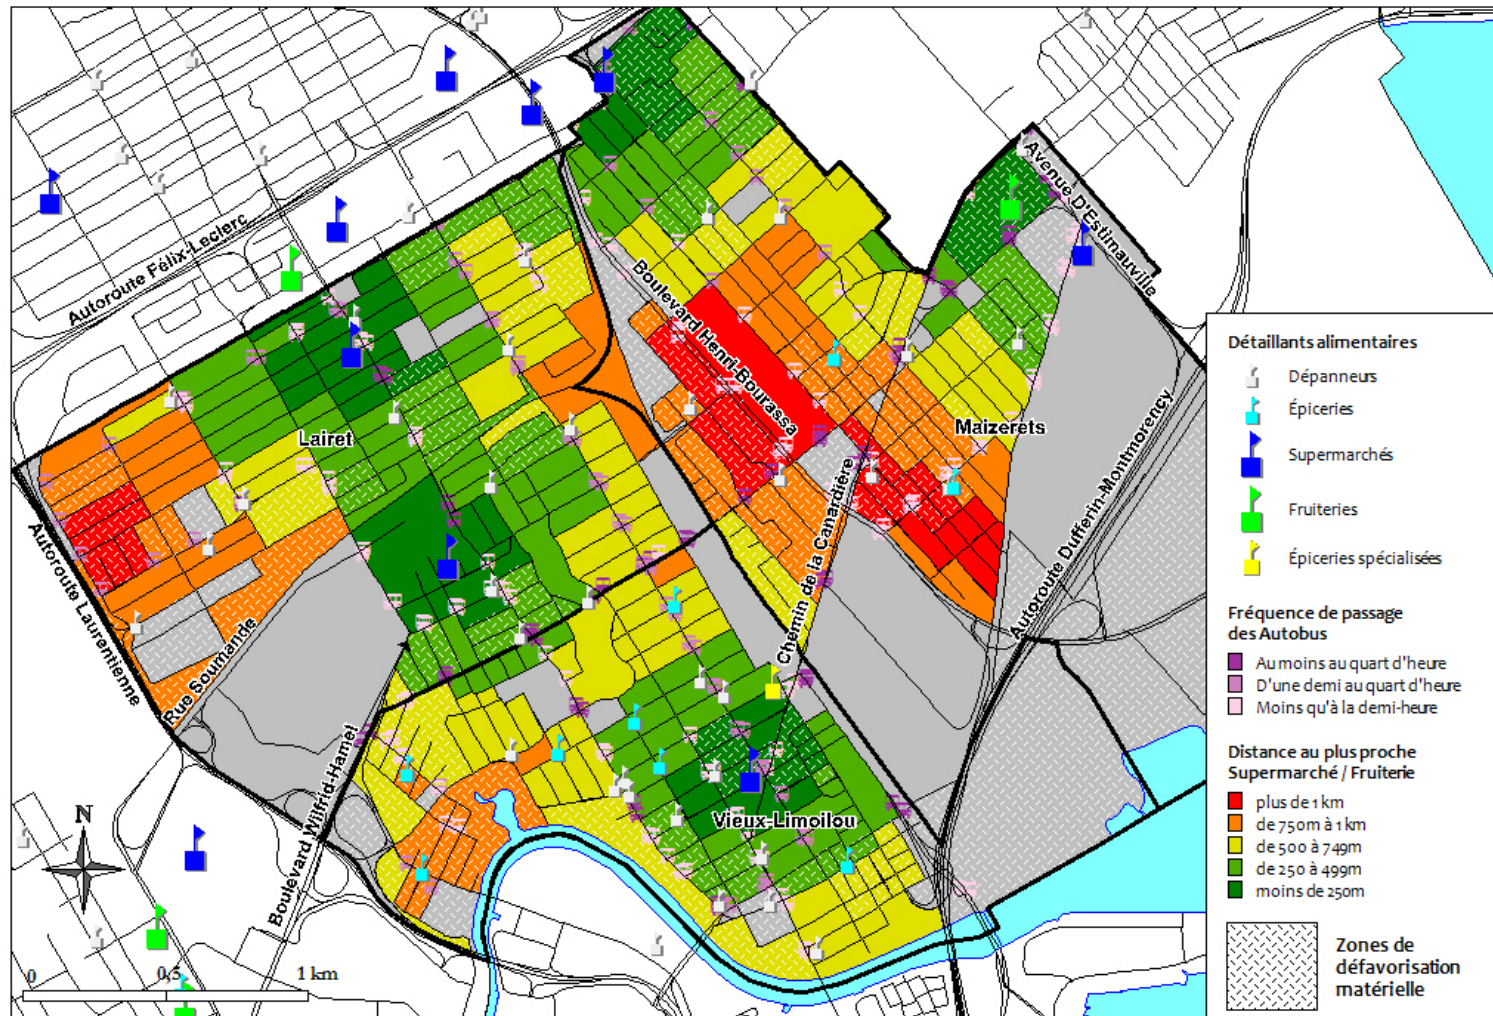 Autoroute Félix-Leclerc
Avenue D'Estimauville
Boulevard Henri-Bourassa
Lairet
Maizerets
Chemin de la Canardière
Autoroute Dufferin-Montmorency
Autoroute Laurentienne
Rue Soumande
Boulevard Wilfrid-Hamel
Vieux-Limoilou
N
0 0,5 1 km
Détaillants alimentaires
Dépanneurs
Épiceries
Supermarchés
Fruiteries
Épiceries spécialisées
Fréquence de passage
des Autobus
Au moins au quart d'heure
D'une demi au quart d'heure
Moins qu'à la demi-heure
Distance au plus proche
Supermarché / Fruiterie
plus de 1 km
de 750m à 1 km
de 500 à 749m
de 250 à 499m
moins de 250m
Zones de
défavorisation
matérielle